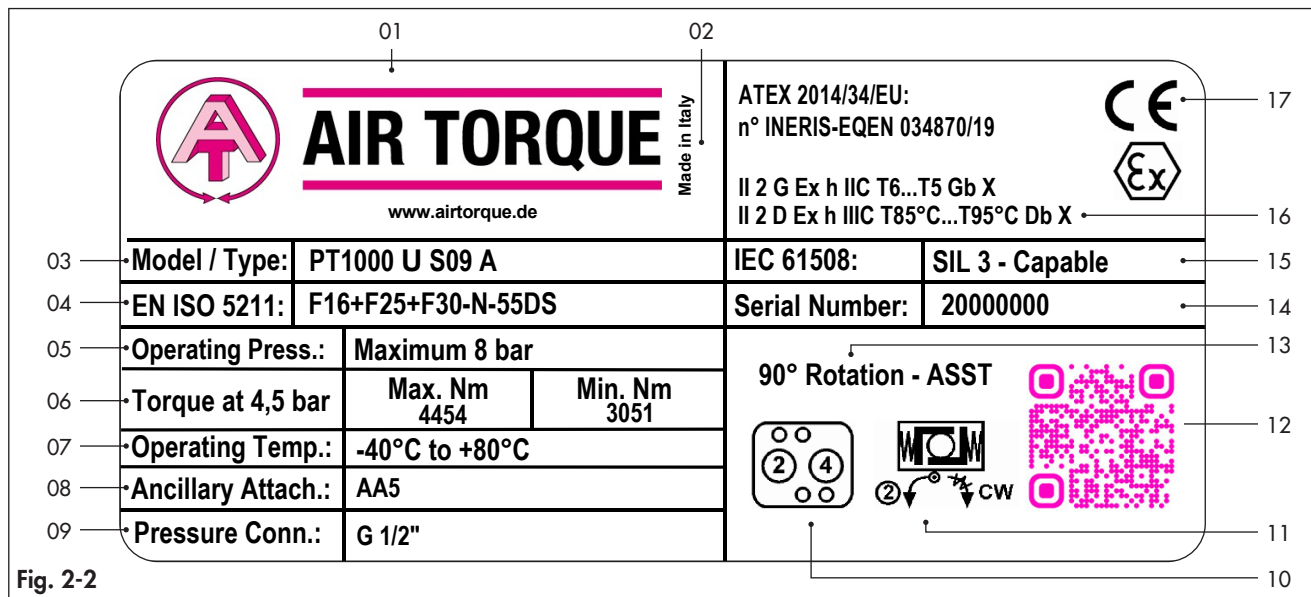 01 02
AT AIR TORQUE Made in Italy
www.airtorque.de
ATEX 2014/34/EU: CE 17
n° INERIS-EQEN 034870/19
Ex
II 2 G Ex h IIC T6...T5 Gb X
II 2 D Ex h IIIC T85°C...T95°C Db X 16
03 Model / Type: PT1000 U S09 A IEC 61508: SIL 3 - Capable 15
04 EN ISO 5211: F16+F25+F30-N-55DS Serial Number: 20000000 14
05 Operating Press.: Maximum 8 bar
06 Torque at 4,5 bar Max. Nm Min. Nm
4454 3051
07 Operating Temp.: -40°C to +80°C
08 Ancillary Attach.: AA5
09 Pressure Conn.: G 1/2"
13
90° Rotation - ASST
12
2 4
2 CW
11
10
Fig. 2-2